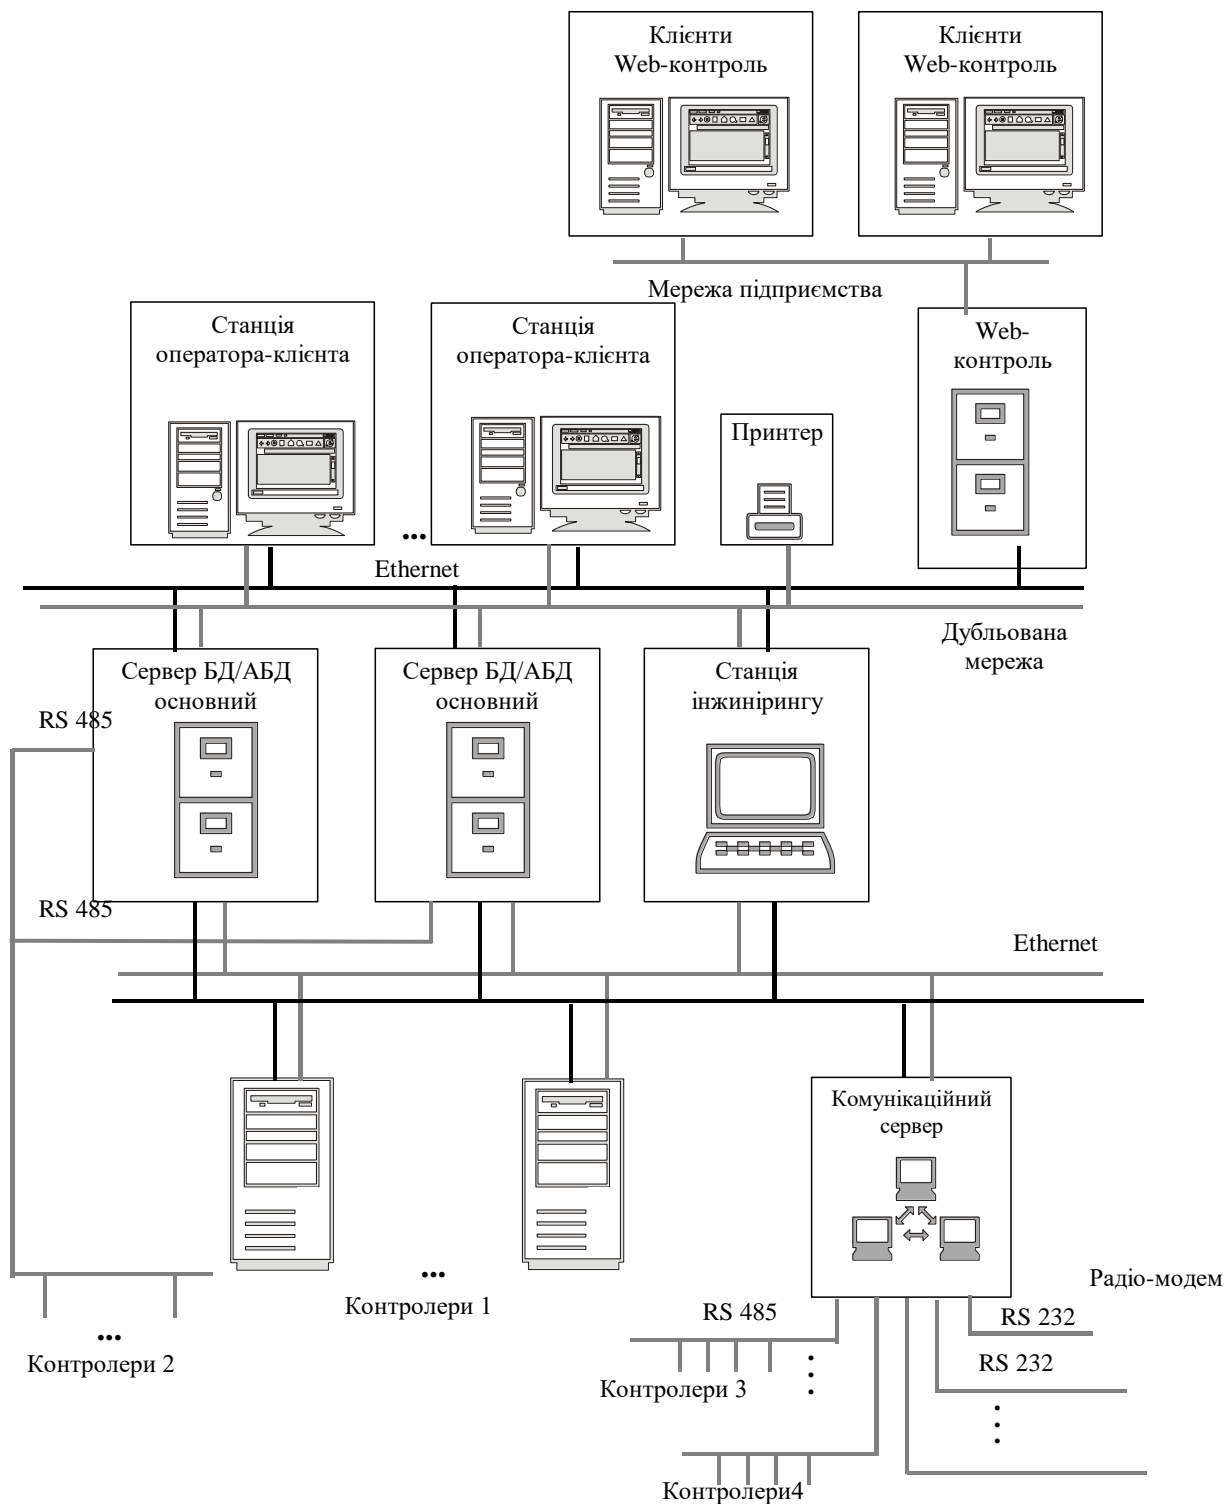 Клієнти
Web-контроль
Клієнти
Web-контроль
Мережа підприємства
Станція
оператора-клієнта
Станція
оператора-клієнта
Web-
контроль
Принтер
...
Ethernet
Дубльована
мережа
Сервер БД/АБД
основний
Сервер БД/АБД
основний
Станція
інжинірингу
RS 485
RS 485
Ethernet
Комунікаційний
сервер
...
Контролери 1
Радіо-модем
RS 485
RS 232
...
Контролери 2
RS 232
Контролери 3
Контролери4